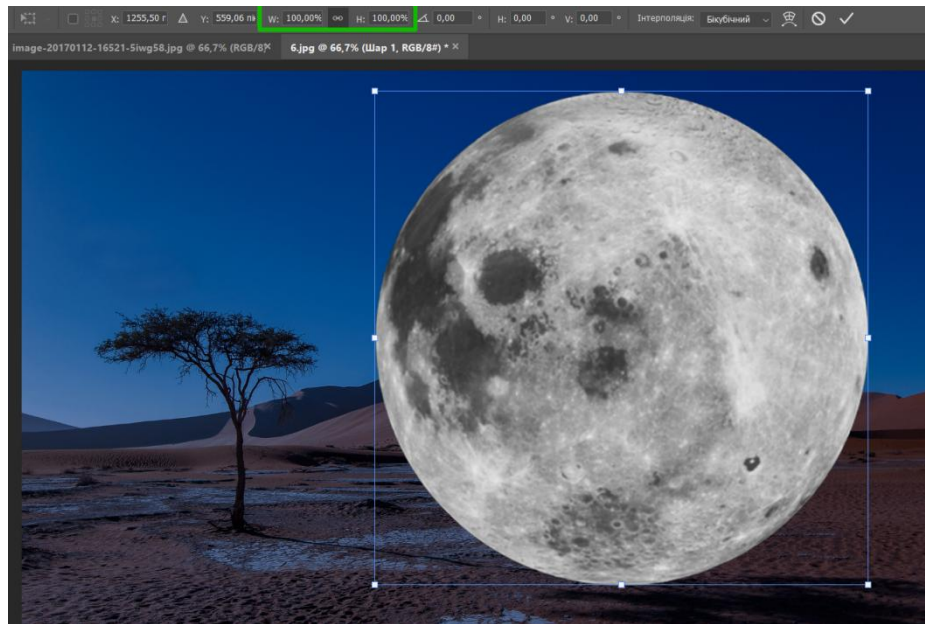 X: 1255,50 г Y: 559,06 пі W: 100,00% H: 100,00% 0,00 ° H: 0,00 ° V: 0,00 ° Інтерполяція: Бікубічний
image-20170112-16521-5iwg58.jpg @ 66,7% (RGB/8) × 6.jpg @ 66,7% (Шар 1, RGB/8#) * ×